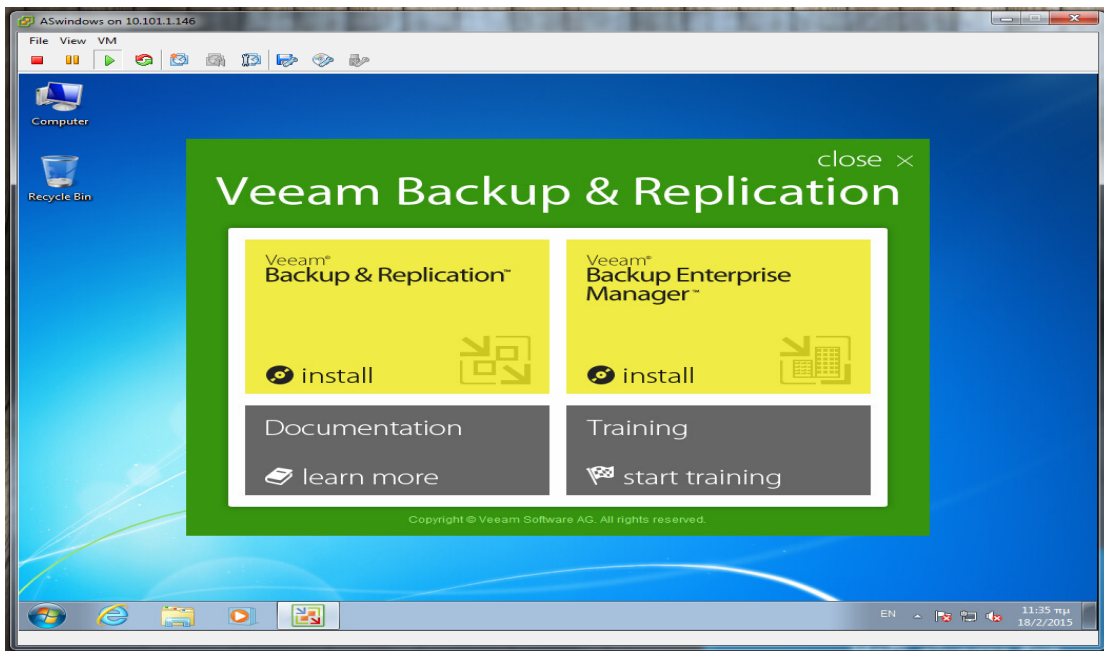 ASwindows on 10.101.1.146
File View VM
Computer
Recycle Bin
close ×
Veeam Backup & Replication
Veeam®
Backup & Replication™
install
Veeam®
Backup Enterprise
Manager™
install
Documentation
learn more
Training
start training
Copyright © Veeam Software AG. All rights reserved.
EN
11:35 πμ
18/2/2015